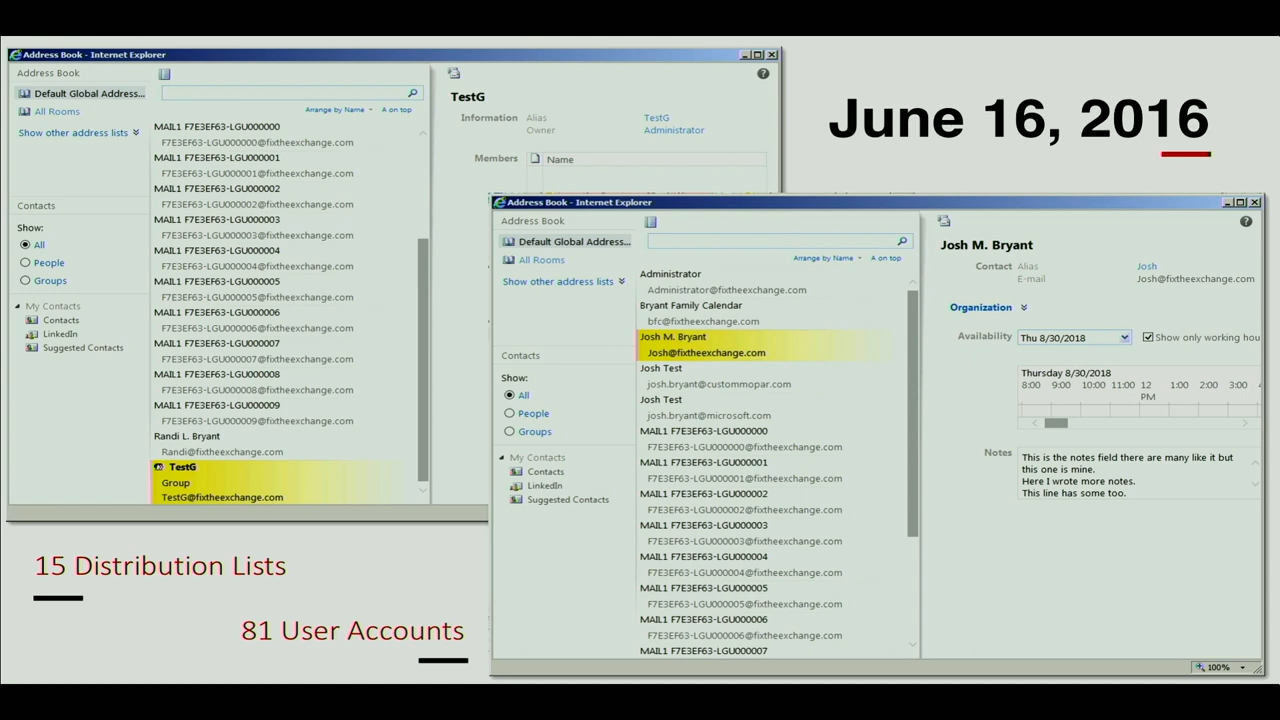 Address Book - Internet Explorer
Address Book
Default Global Address...
All Rooms
Show other address lists
Contacts
Show:
All
People
Groups
My Contacts
Contacts
LinkedIn
Suggested Contacts
Arrange by Name A on top
MAIL1 F7E3EF63-LGU000000
F7E3EF63-LGU000000@fixtheexchange.com
MAIL1 F7E3EF63-LGU000001
F7E3EF63-LGU000001@fixtheexchange.com
MAIL1 F7E3EF63-LGU000002
F7E3EF63-LGU000002@fixtheexchange.com
MAIL1 F7E3EF63-LGU000003
F7E3EF63-LGU000003@fixtheexchange.com
MAIL1 F7E3EF63-LGU000004
F7E3EF63-LGU000004@fixtheexchange.com
MAIL1 F7E3EF63-LGU000005
F7E3EF63-LGU000005@fixtheexchange.com
MAIL1 F7E3EF63-LGU000006
F7E3EF63-LGU000006@fixtheexchange.com
MAIL1 F7E3EF63-LGU000007
F7E3EF63-LGU000007@fixtheexchange.com
MAIL1 F7E3EF63-LGU000008
F7E3EF63-LGU000008@fixtheexchange.com
MAIL1 F7E3EF63-LGU000009
F7E3EF63-LGU000009@fixtheexchange.com
Randi L. Bryant
Randi@fixtheexchange.com
TestG
Group
TestG@fixtheexchange.com
TestG
Information Alias TestG
Owner Administrator
Members Name
June 16, 2016
Address Book - Internet Explorer
Address Book
Default Global Address...
All Rooms
Show other address lists
Contacts
Show:
All
People
Groups
My Contacts
Contacts
LinkedIn
Suggested Contacts
Arrange by Name A on top
Administrator
Administrator@fixtheexchange.com
Bryant Family Calendar
bfc@fixtheexchange.com
Josh M. Bryant
Josh@fixtheexchange.com
Josh Test
josh.bryant@custommopar.com
Josh Test
josh.bryant@microsoft.com
MAIL1 F7E3EF63-LGU000000
F7E3EF63-LGU000000@fixtheexchange.com
MAIL1 F7E3EF63-LGU000001
F7E3EF63-LGU000001@fixtheexchange.com
MAIL1 F7E3EF63-LGU000002
F7E3EF63-LGU000002@fixtheexchange.com
MAIL1 F7E3EF63-LGU000003
F7E3EF63-LGU000003@fixtheexchange.com
MAIL1 F7E3EF63-LGU000004
F7E3EF63-LGU000004@fixtheexchange.com
MAIL1 F7E3EF63-LGU000005
F7E3EF63-LGU000005@fixtheexchange.com
MAIL1 F7E3EF63-LGU000006
F7E3EF63-LGU000006@fixtheexchange.com
MAIL1 F7E3EF63-LGU000007
Josh M. Bryant
Contact Alias Josh
E-mail Josh@fixtheexchange.com
Organization
Availability Thu 8/30/2018 Show only working hou
Thursday 8/30/2018
8:00 9:00 10:00 11:00 12 1:00 2:00 3:00 4
PM
Notes This is the notes field there are many like it but
this one is mine.
Here I wrote more notes.
This line has some too.
100%
15 Distribution Lists
81 User Accounts